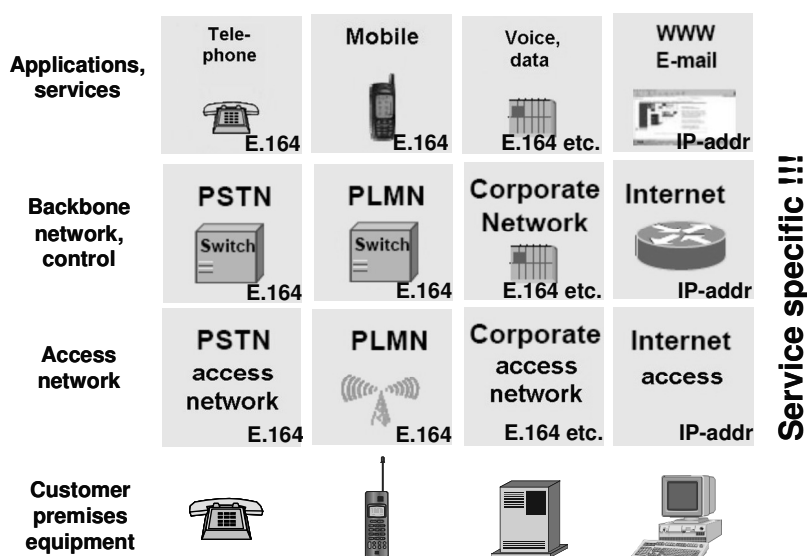 Applications,
services
Tele-
phone
E.164
Mobile
E.164
Voice,
data
E.164 etc.
WWW
E-mail
IP-addr
Backbone
network,
control
PSTN
Switch
E.164
PLMN
Switch
E.164
Corporate
Network
E.164 etc.
Internet
IP-addr
Access
network
PSTN
access
network
E.164
PLMN
E.164
Corporate
access
network
E.164 etc.
Internet
access
IP-addr
Customer
premises
equipment
Service specific !!!